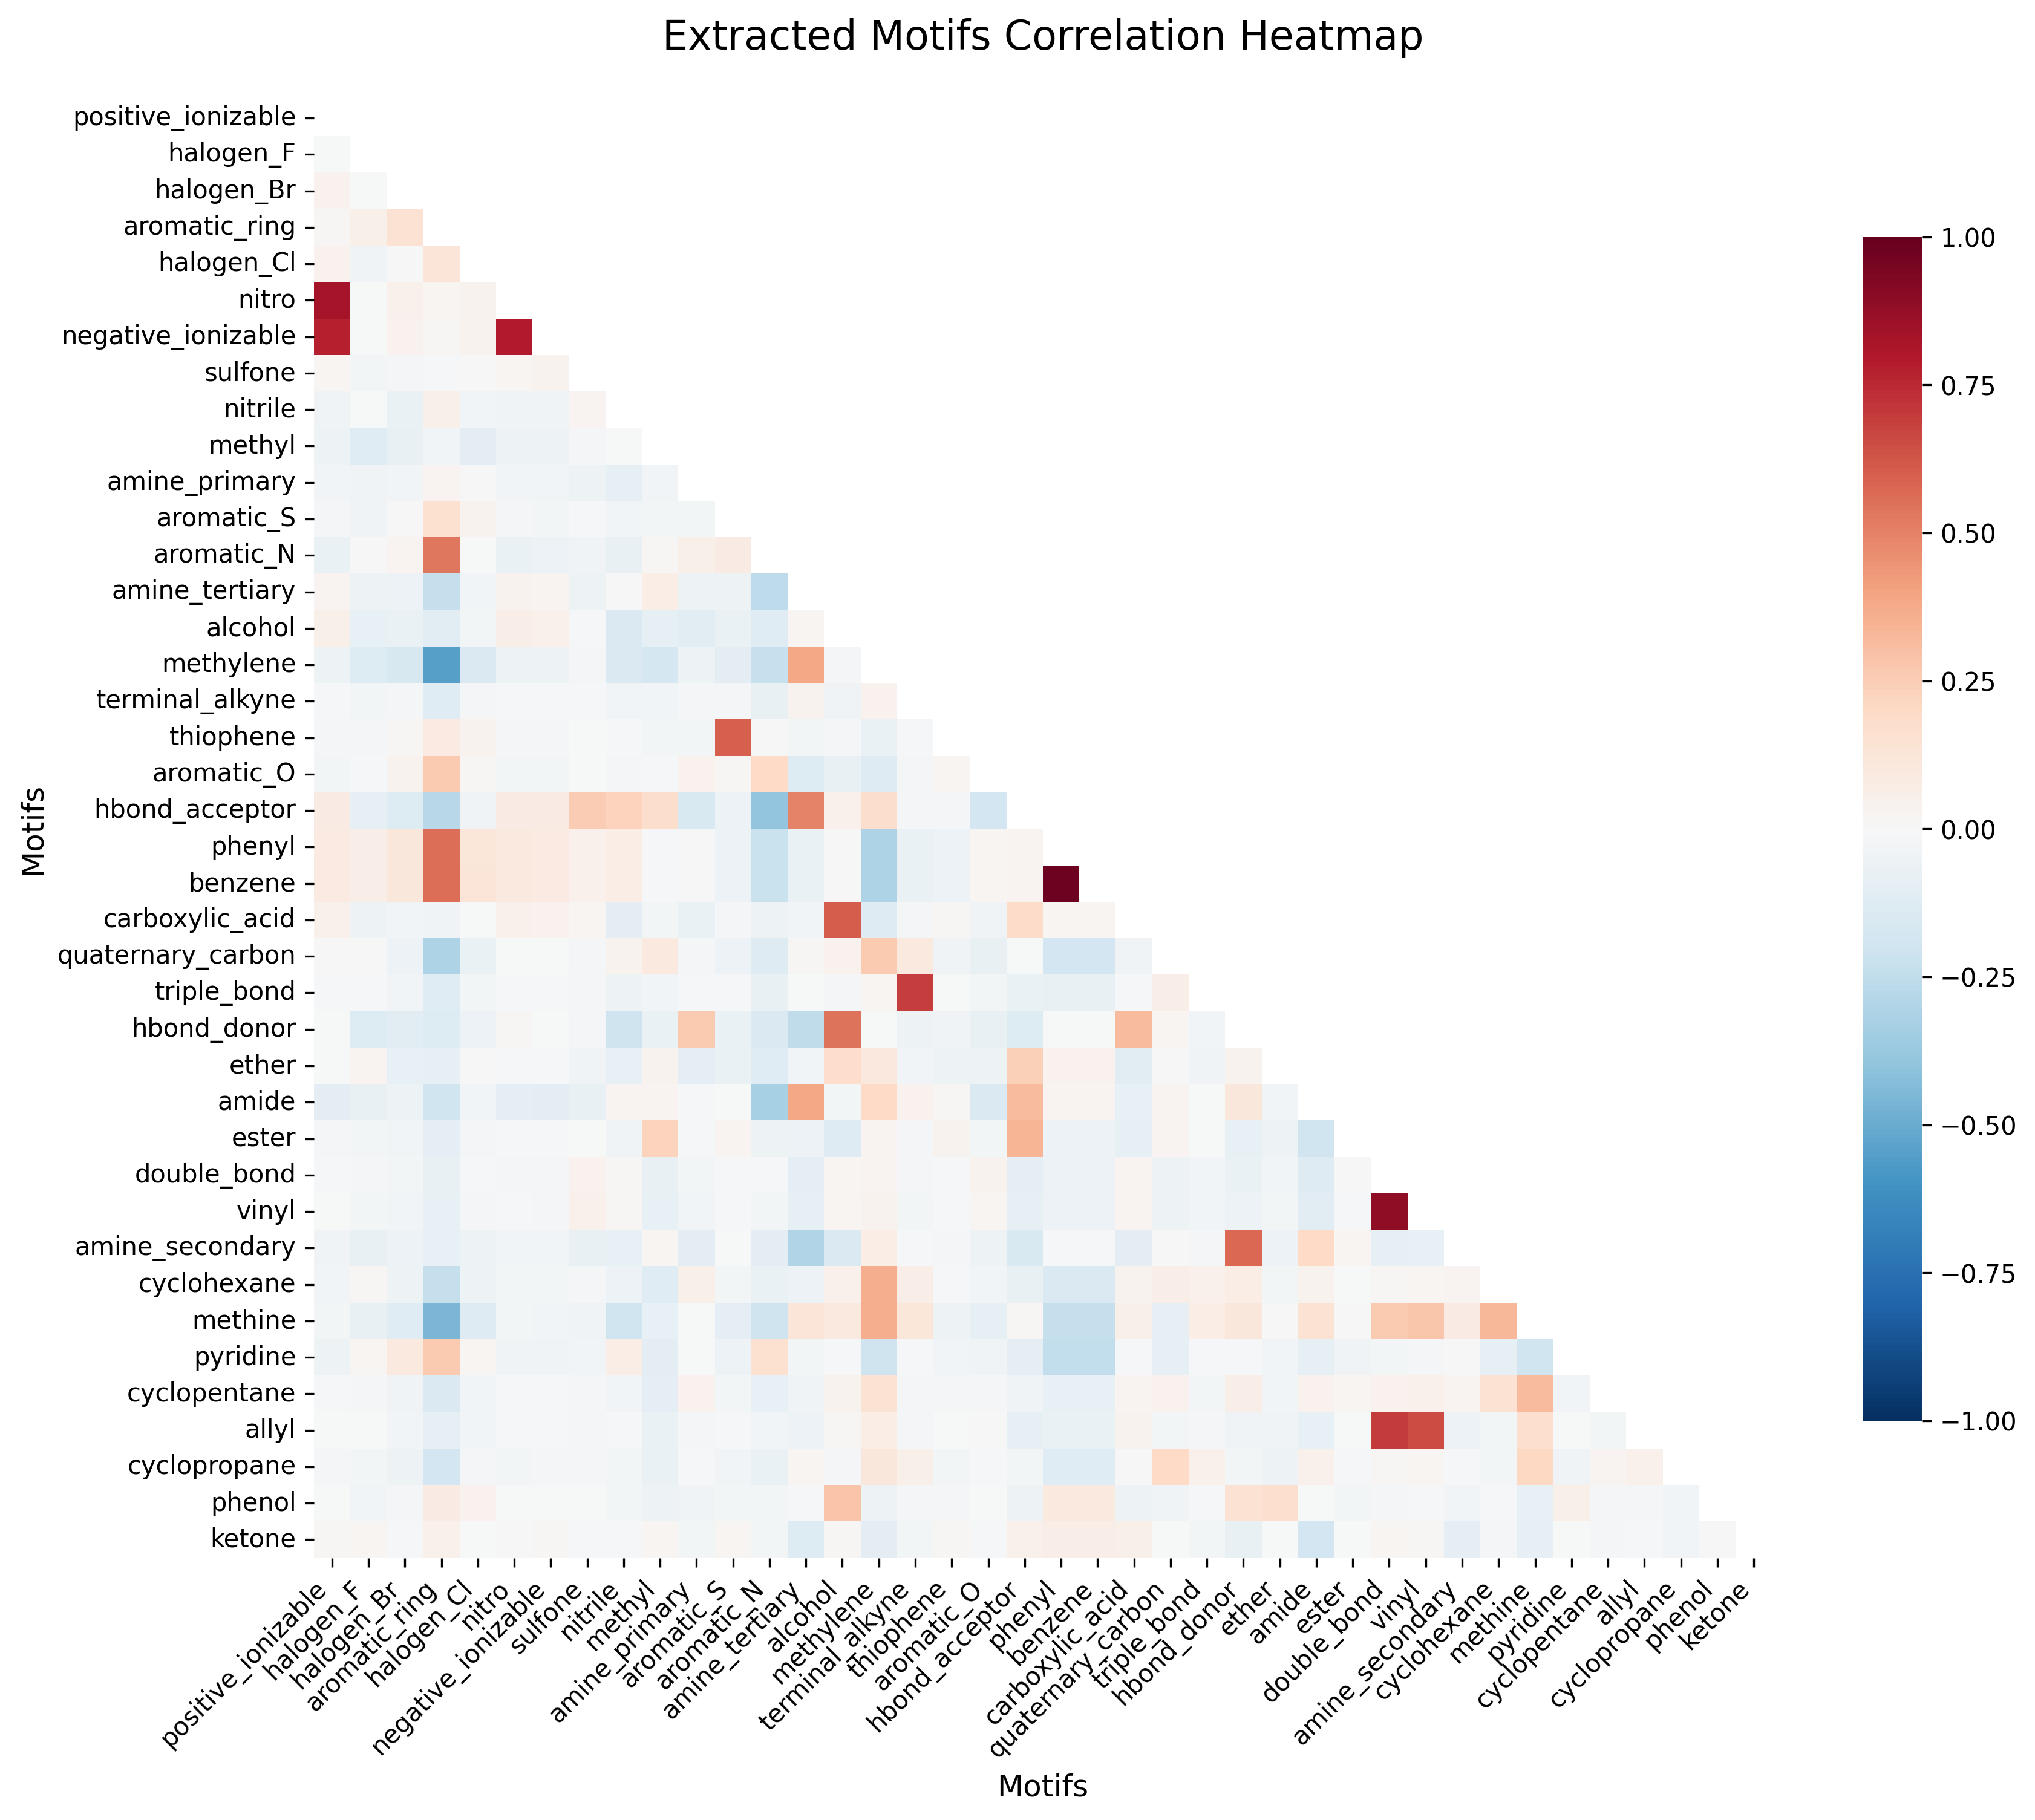 Extracted Motifs Correlation Heatmap
Motifs
positive_ionizable
halogen_F
halogen_Br
aromatic_ring
halogen_Cl
nitro
negative_ionizable
sulfone
nitrile
methyl
amine_primary
aromatic_S
aromatic_N
amine_tertiary
alcohol
methylene
terminal_alkyne
thiophene
aromatic_O
hbond_acceptor
phenyl
benzene
carboxylic_acid
quaternary_carbon
triple_bond
hbond_donor
ether
amide
ester
double_bond
vinyl
amine_secondary
cyclohexane
methine
pyridine
cyclopentane
allyl
cyclopropane
phenol
ketone
positive_ionizable
halogen_F
halogen_Br
aromatic_ring
halogen_Cl
nitro
negative_ionizable
sulfone
nitrile
methyl
amine_primary
aromatic_S
aromatic_N
amine_tertiary
alcohol
methylene
terminal_alkyne
thiophene
aromatic_O
hbond_acceptor
phenyl
benzene
carboxylic_acid
quaternary_carbon
triple_bond
hbond_donor
ether
amide
ester
double_bond
vinyl
amine_secondary
cyclohexane
methine
pyridine
cyclopentane
allyl
cyclopropane
phenol
ketone
Motifs
1.00
0.75
0.50
0.25
0.00
−0.25
−0.50
−0.75
−1.00